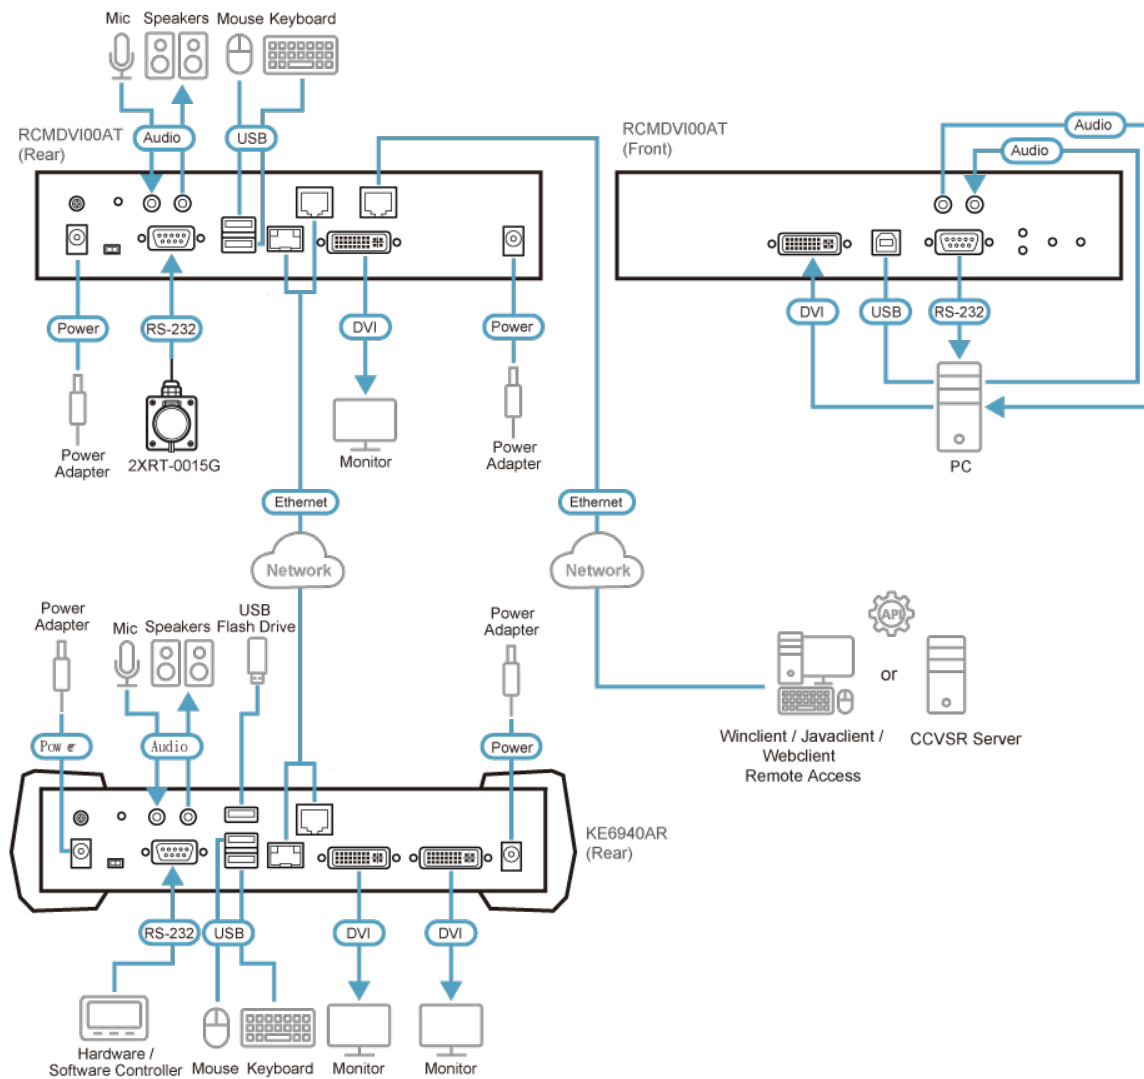 Mic Speakers Mouse Keyboard
RCMDVI00AT
(Rear)
Audio
USB
RCMDVI00AT
(Front)
Audio
Audio
Power
RS-232
DVI
Power
DVI
USB
RS-232
Power
Adapter
2XRT-0015G
Monitor
Power
Adapter
PC
Ethernet
Ethernet
Network
Network
Power
Adapter
Mic
Speakers
USB
Flash Drive
Power
Adapter
API
or
Power
Audio
Power
Winclient / Javaclient /
Webclient
Remote Access
CCVSR Server
KE6940AR
(Rear)
RS-232
USB
DVI
DVI
Hardware /
Software Controller
Mouse
Keyboard
Monitor
Monitor